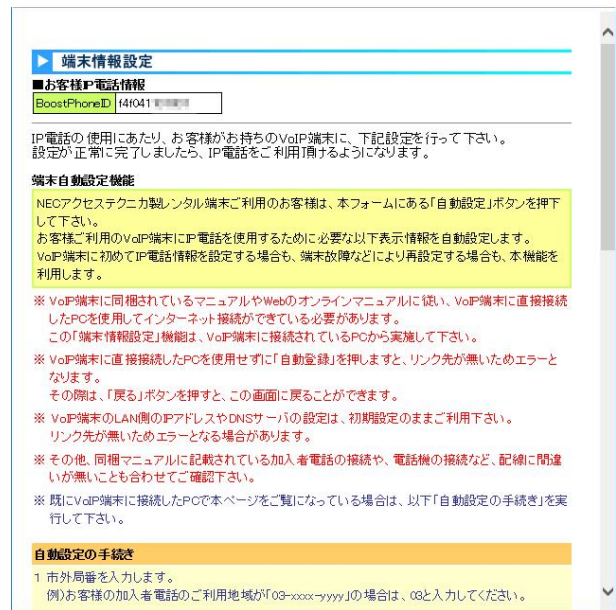 端末情報設定
■お客様IP電話情報
BoostPhoneID f4f041
IP電話の使用にあたり、お客様がお持ちのVoIP端末に、下記設定を行って下さい。
設定が正常に完了しましたら、IP電話をご利用頂けるようになります。
端末自動設定機能
NECアクセステクニカ製レンタル端末ご利用のお客様は、本フォームにある「自動設定」ボタンを押下
して下さい。
お客様ご利用のVoIP端末にIP電話を使用するために必要な以下表示情報を自動設定します。
VoIP端末に初めてIP電話情報を設定する場合も、端末故障などにより再設定する場合も、本機能を
利用します。
※ VoIP端末に同梱されているマニュアルやWebのオンラインマニュアルに従い、VoIP端末に直接接続
したPCを使用してインターネット接続ができている必要があります。
この「端末情報設定」機能は、VoIP端末に接続されているPCから実施して下さい。
※ VoIP端末に直接接続したPCを使用せずに「自動登録」を押しますと、リンク先が無いためエラーと
なります。
その際は、「戻る」ボタンを押すと、この画面に戻ることができます。
※ VoIP端末のLAN側のIPアドレスやDNSサーバの設定は、初期設定のままご利用下さい。
リンク先が無いためエラーとなる場合があります。
※ その他、同梱マニュアルに記載されている加入者電話の接続や、電話機の接続など、配線に間違
いが無いことも合わせてご確認下さい。
※ 既にVoIP端末に接続したPCで本ページをご覧になっている場合は、以下「自動設定の手続き」を実
行して下さい。
自動設定の手続き
1 市外局番を入力します。
例)お客様の加入者電話のご利用地域が「03-xxxx-yyyy」の場合は、03と入力してください。